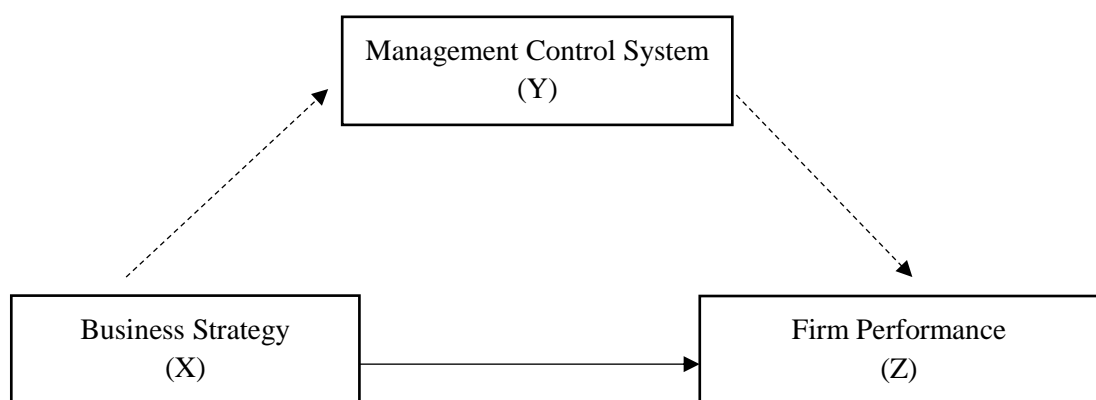 Management Control System
(Y)
Business Strategy
(X)
Firm Performance
(Z)